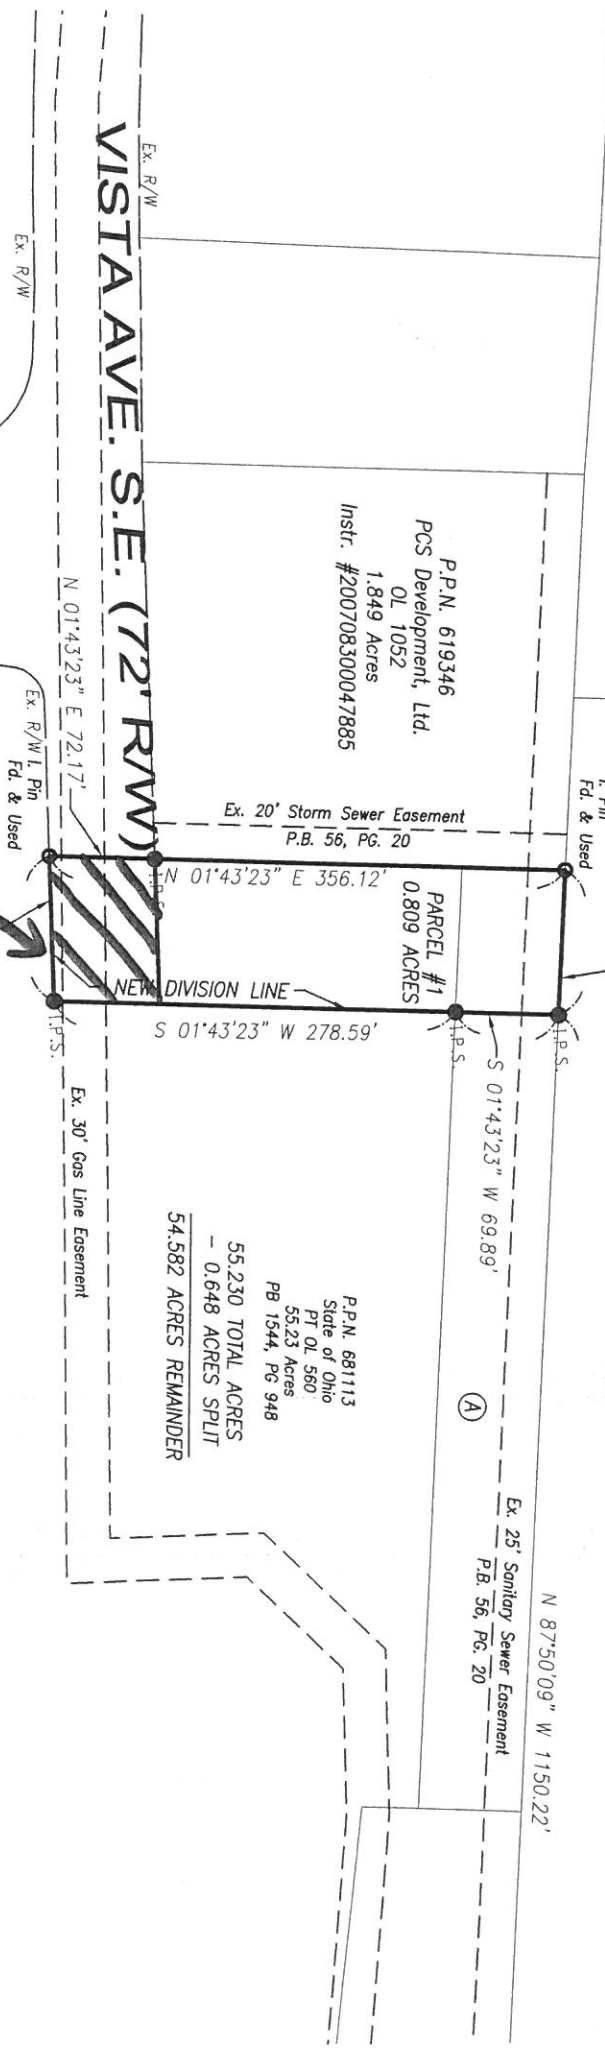 Ex. R/W
Ex. R/W
VISTA AVE. S.E. (72' R/W)
P.P.N. 619346
PCS Development, Ltd.
OL 1052
1.849 Acres
Instr. #200708300047885
Fd. & Used
Ex. 20' Storm Sewer Easement
P.B. 56, PG. 20
N 01°43'23" E 72.17'
Ex. R/W I. Pin
Fd. & Used
N 01°43'23" E 356.12'
PARCEL #1
0.809 ACRES
I.P.S.
NEW DIVISION LINE
S 01°43'23" W 278.59'
I.P.S.
I.P.S.
I.P.S.
S 01°43'23" W 69.89'
Ex. 30' Gas Line Easement
P.P.N. 681113
State of Ohio
PT OL 560
55.23 Acres
PB 1544, PG 948
55.230 TOTAL ACRES
- 0.648 ACRES SPLIT
54.582 ACRES REMAINDER
A
Ex. 25' Sanitary Sewer Easement
P.B. 56, PG. 20
N 87°50'09" W 1150.22'